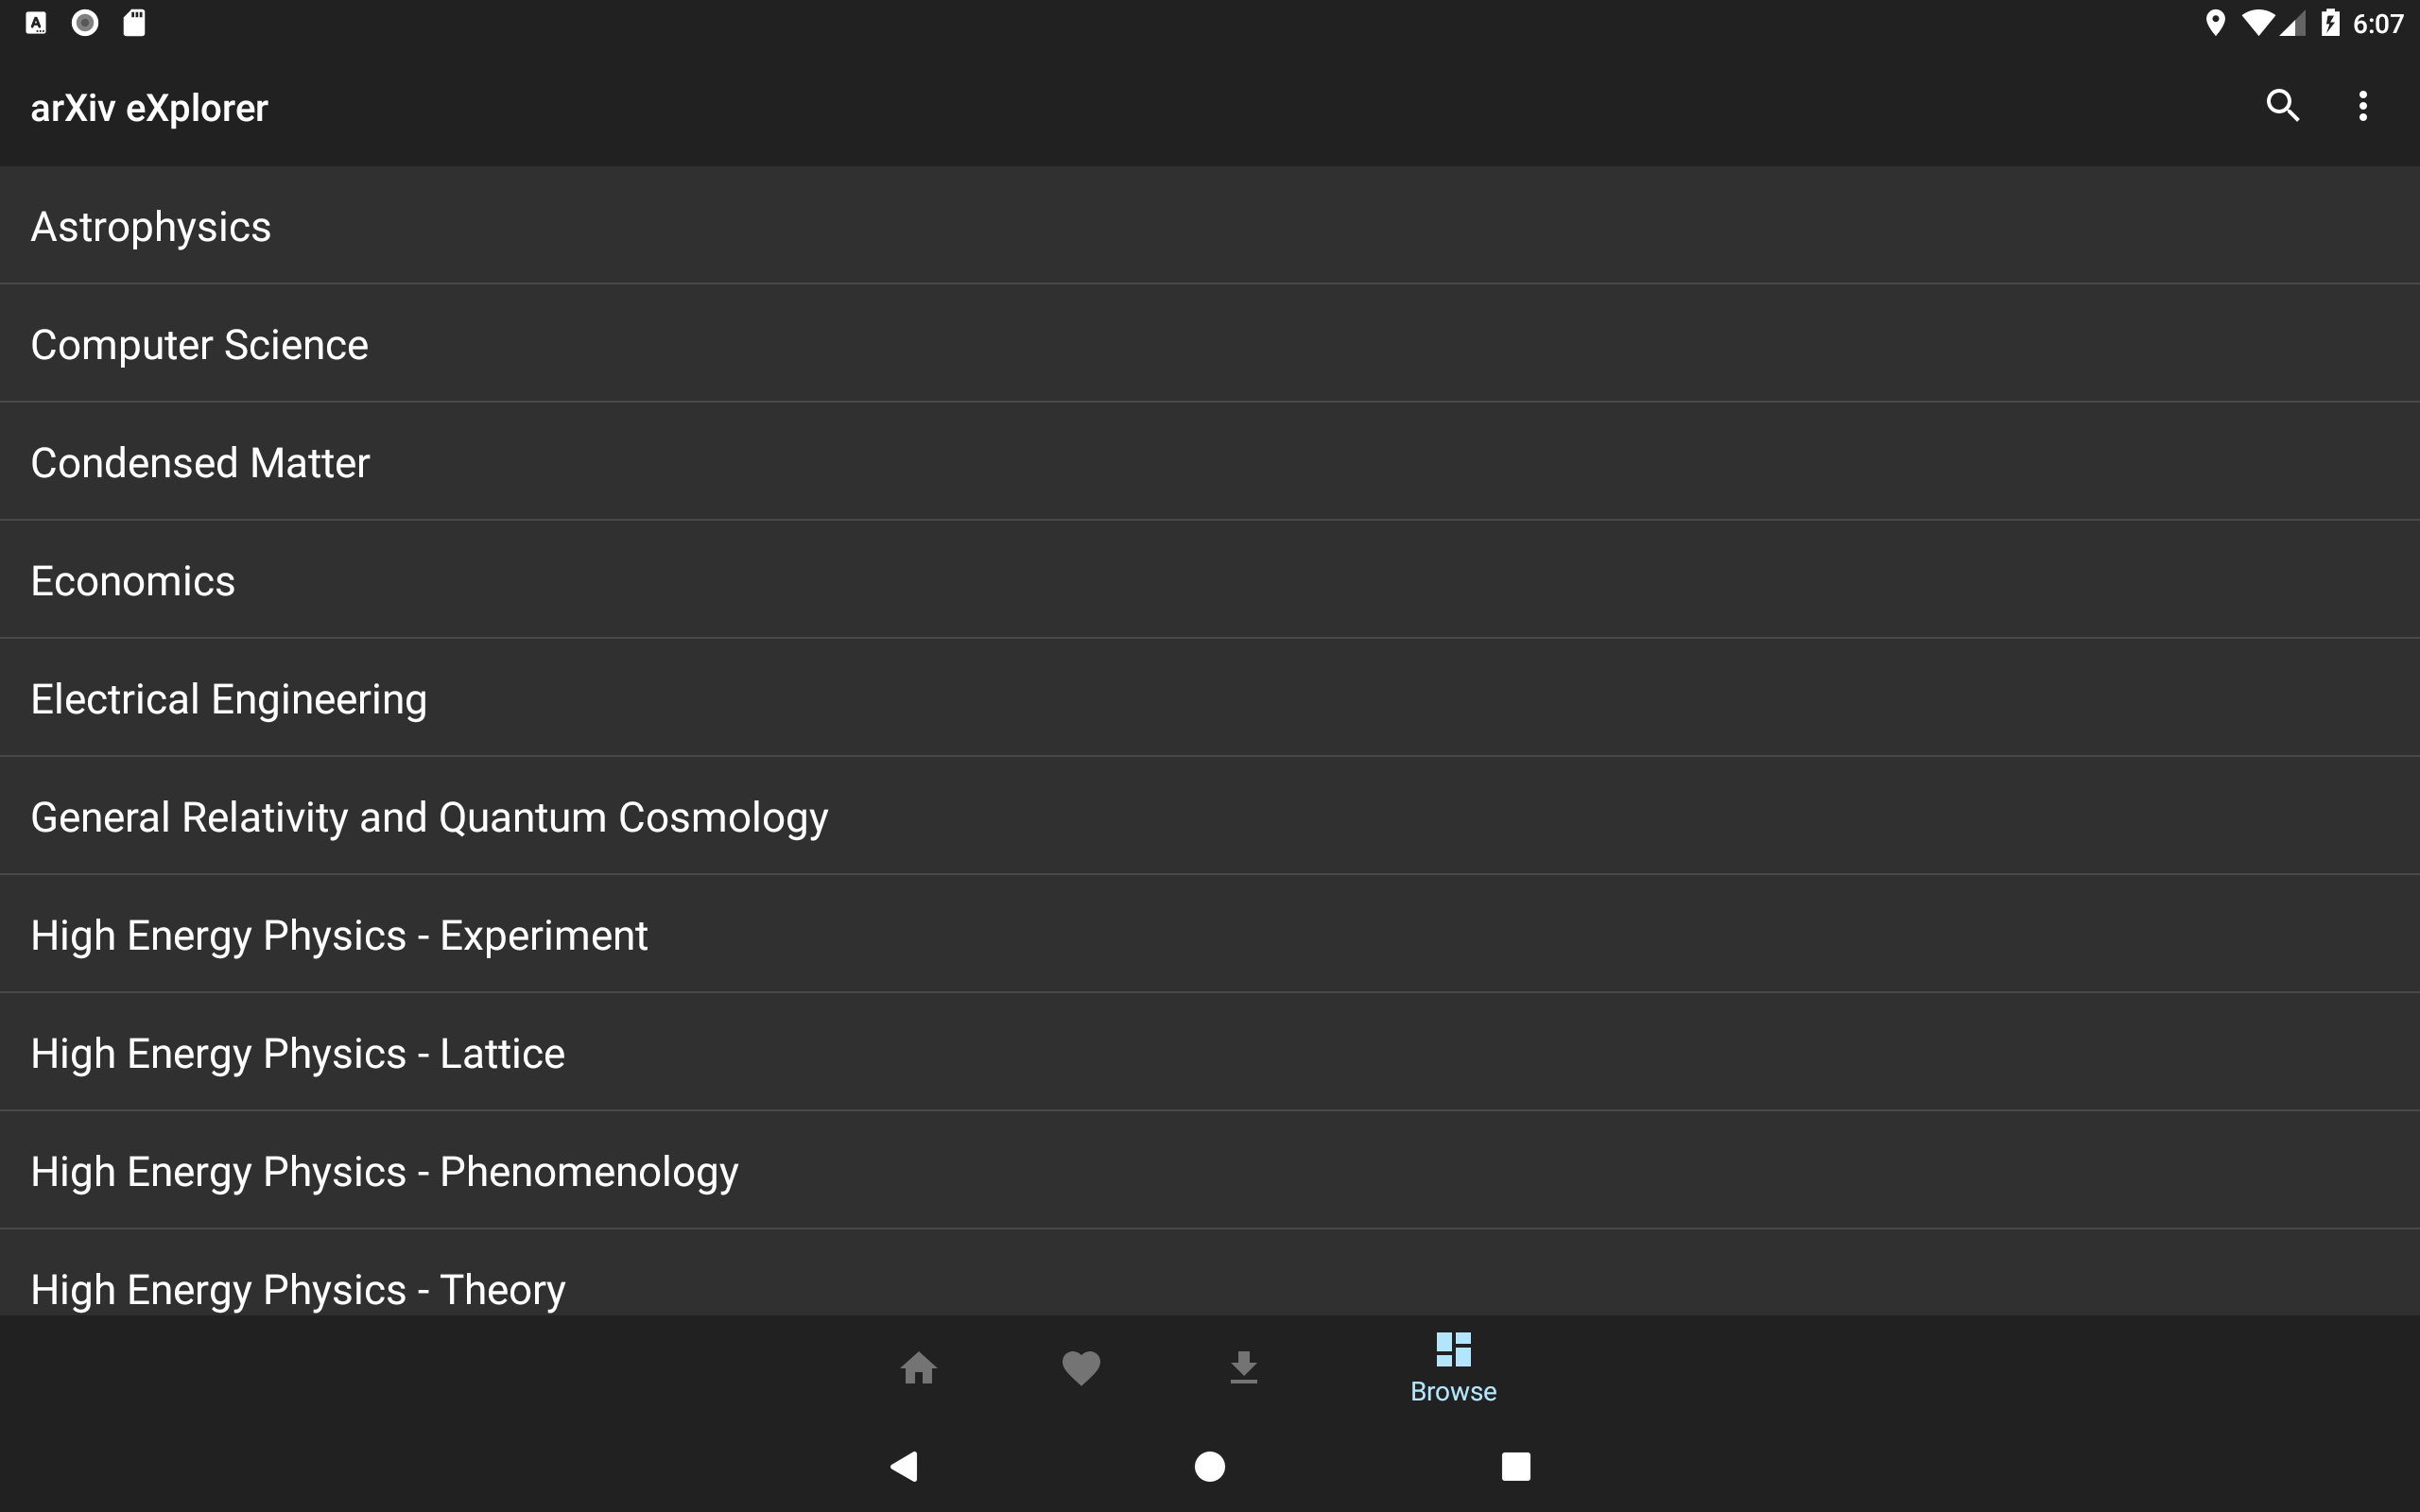 6:07
arXiv eXplorer
Astrophysics
Computer Science
Condensed Matter
Economics
Electrical Engineering
General Relativity and Quantum Cosmology
High Energy Physics - Experiment
High Energy Physics - Lattice
High Energy Physics - Phenomenology
High Energy Physics - Theory
Browse